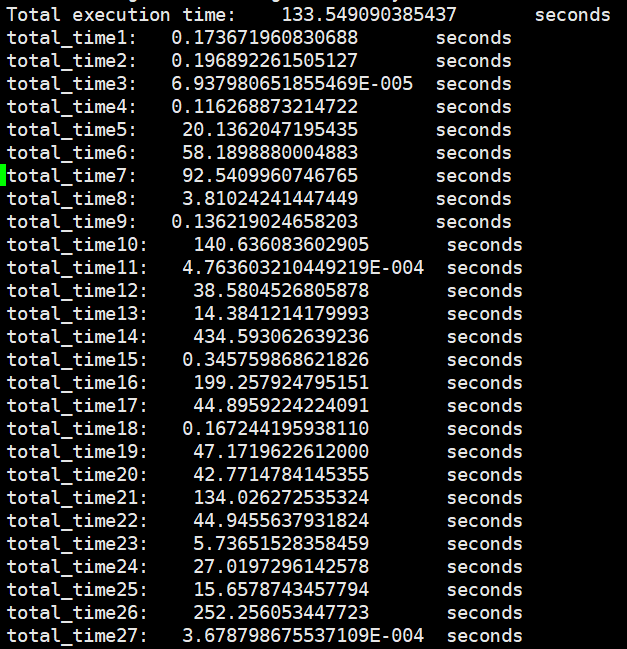 Total execution time: 133.549090385437 seconds
total_time1: 0.173671960830688 seconds
total_time2: 0.196892261505127 seconds
total_time3: 6.937980651855469E-005 seconds
total_time4: 0.116268873214722 seconds
total_time5: 20.1362047195435 seconds
total_time6: 58.1898880004883 seconds
total_time7: 92.5409960746765 seconds
total_time8: 3.81024241447449 seconds
total_time9: 0.136219024658203 seconds
total_time10: 140.636083602905 seconds
total_time11: 4.763603210449219E-004 seconds
total_time12: 38.5804526805878 seconds
total_time13: 14.3841214179993 seconds
total_time14: 434.593062639236 seconds
total_time15: 0.345759868621826 seconds
total_time16: 199.257924795151 seconds
total_time17: 44.8959224224091 seconds
total_time18: 0.167244195938110 seconds
total_time19: 47.1719622612000 seconds
total_time20: 42.7714784145355 seconds
total_time21: 134.026272535324 seconds
total_time22: 44.9455637931824 seconds
total_time23: 5.73651528358459 seconds
total_time24: 27.0197296142578 seconds
total_time25: 15.6578743457794 seconds
total_time26: 252.256053447723 seconds
total_time27: 3.678798675537109E-004 seconds